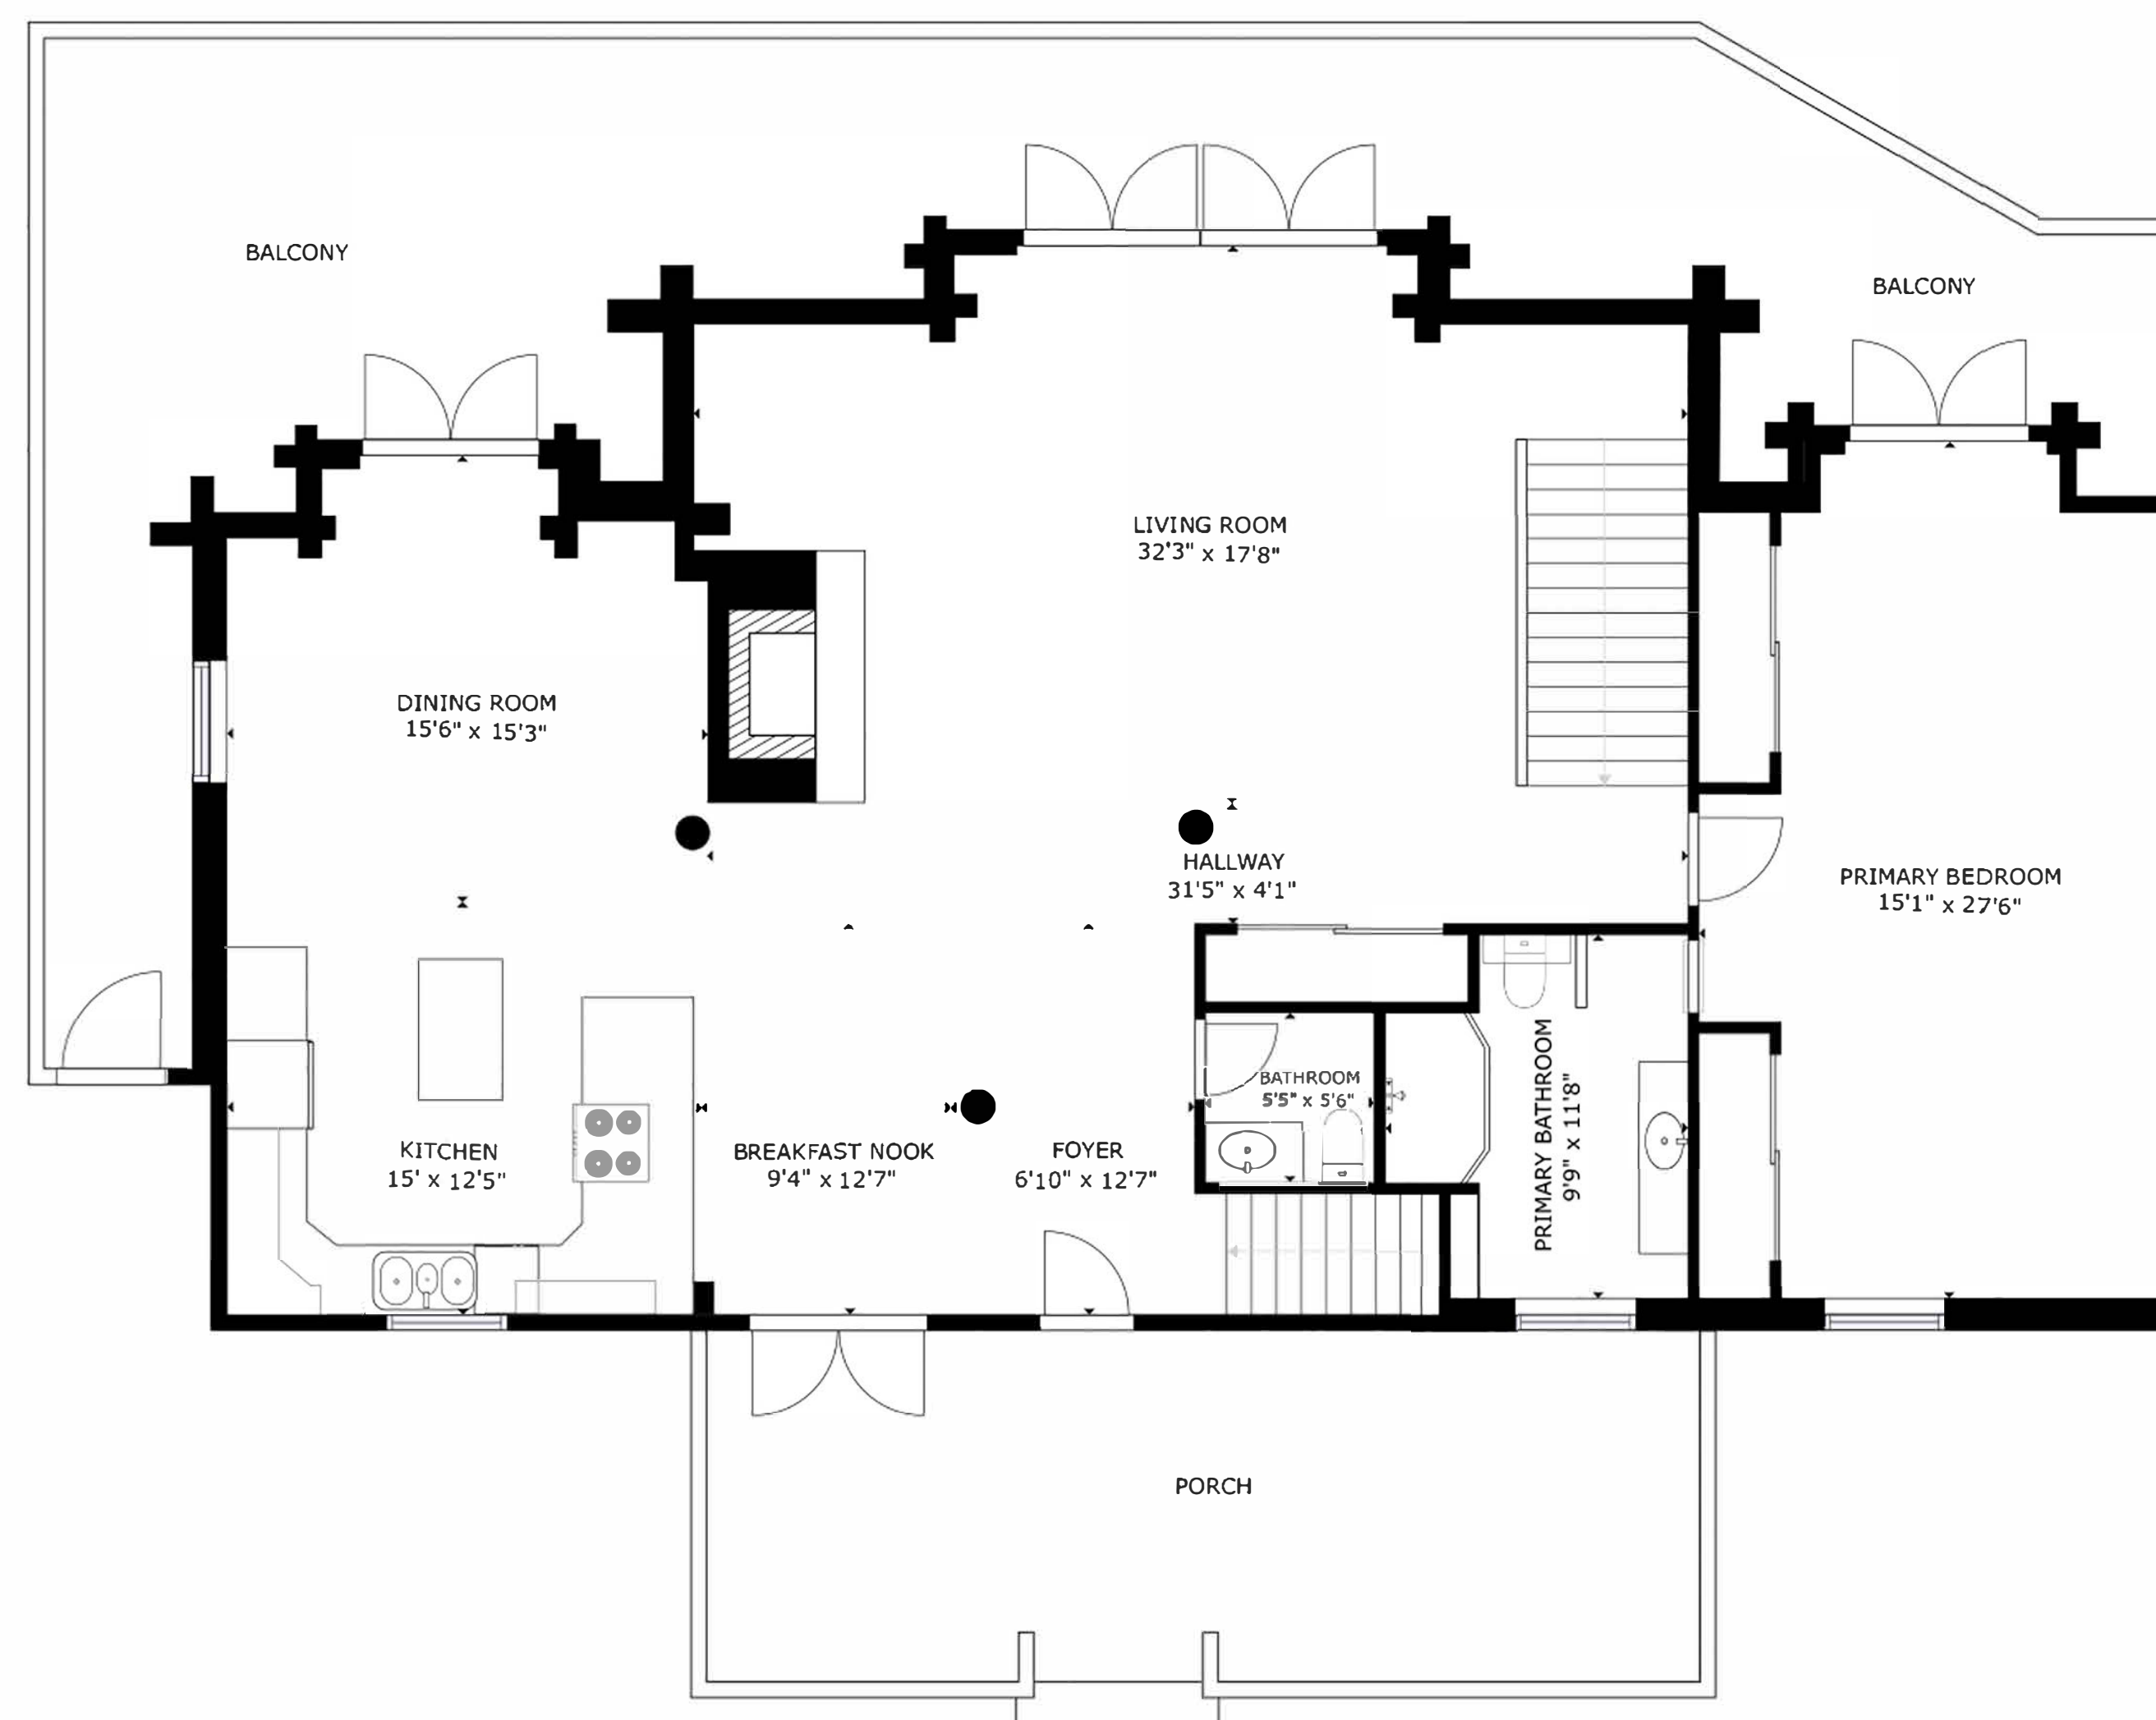 BALCONY
BALCONY
LIVING ROOM
32'3" x 17'8"
DINING ROOM
15'6" x 15'3"
HALLWAY
31'5" x 4'1"
PRIMARY BEDROOM
15'1" x 27'6"
BATHROOM
5'5" x 5'6"
PRIMARY BATHROOM
9'9" x 11'8"
KITCHEN
15' x 12'5"
BREAKFAST NOOK
9'4" x 12'7"
FOYER
6'10" x 12'7"
PORCH